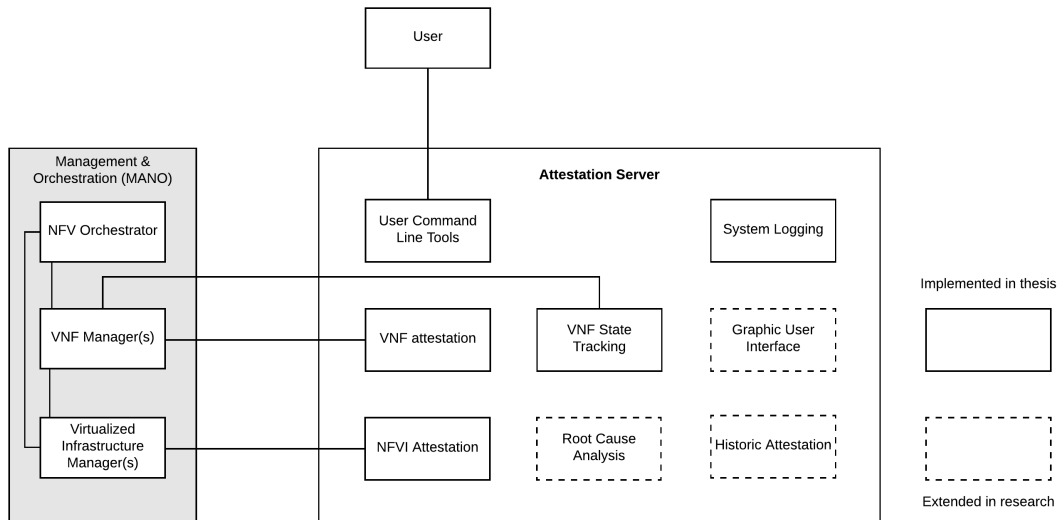 User
Management &
Orchestration (MANO)
Attestation Server
NFV Orchestrator
User Command
Line Tools
System Logging
Implemented in thesis
VNF Manager(s)
VNF attestation
VNF State
Tracking
Graphic User
Interface
Virtualized
Infrastructure
Manager(s)
NFVI Attestation
Root Cause
Analysis
Historic Attestation
Extended in research